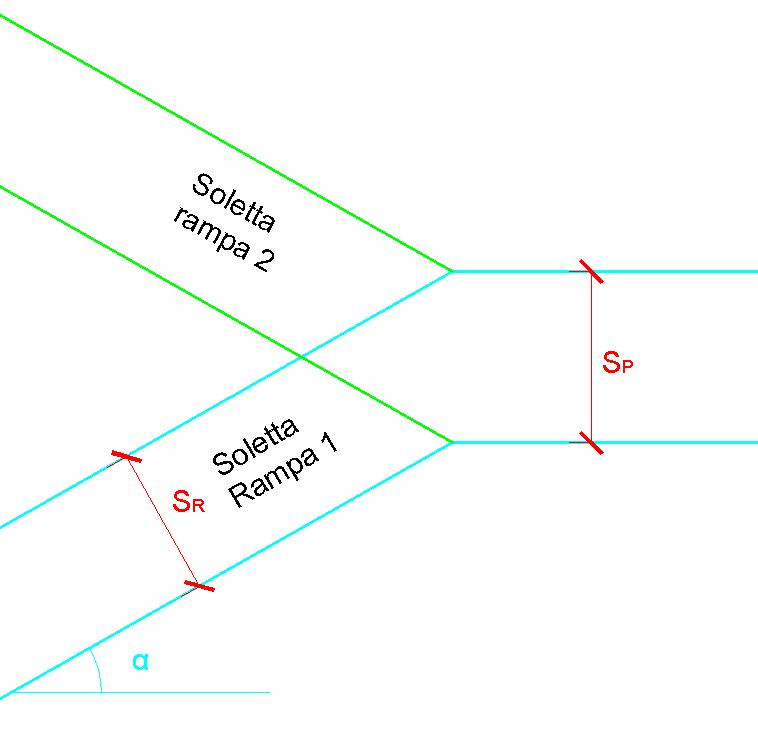 Soletta
rampa 2
SP
Soletta
Rampa 1
SR
α